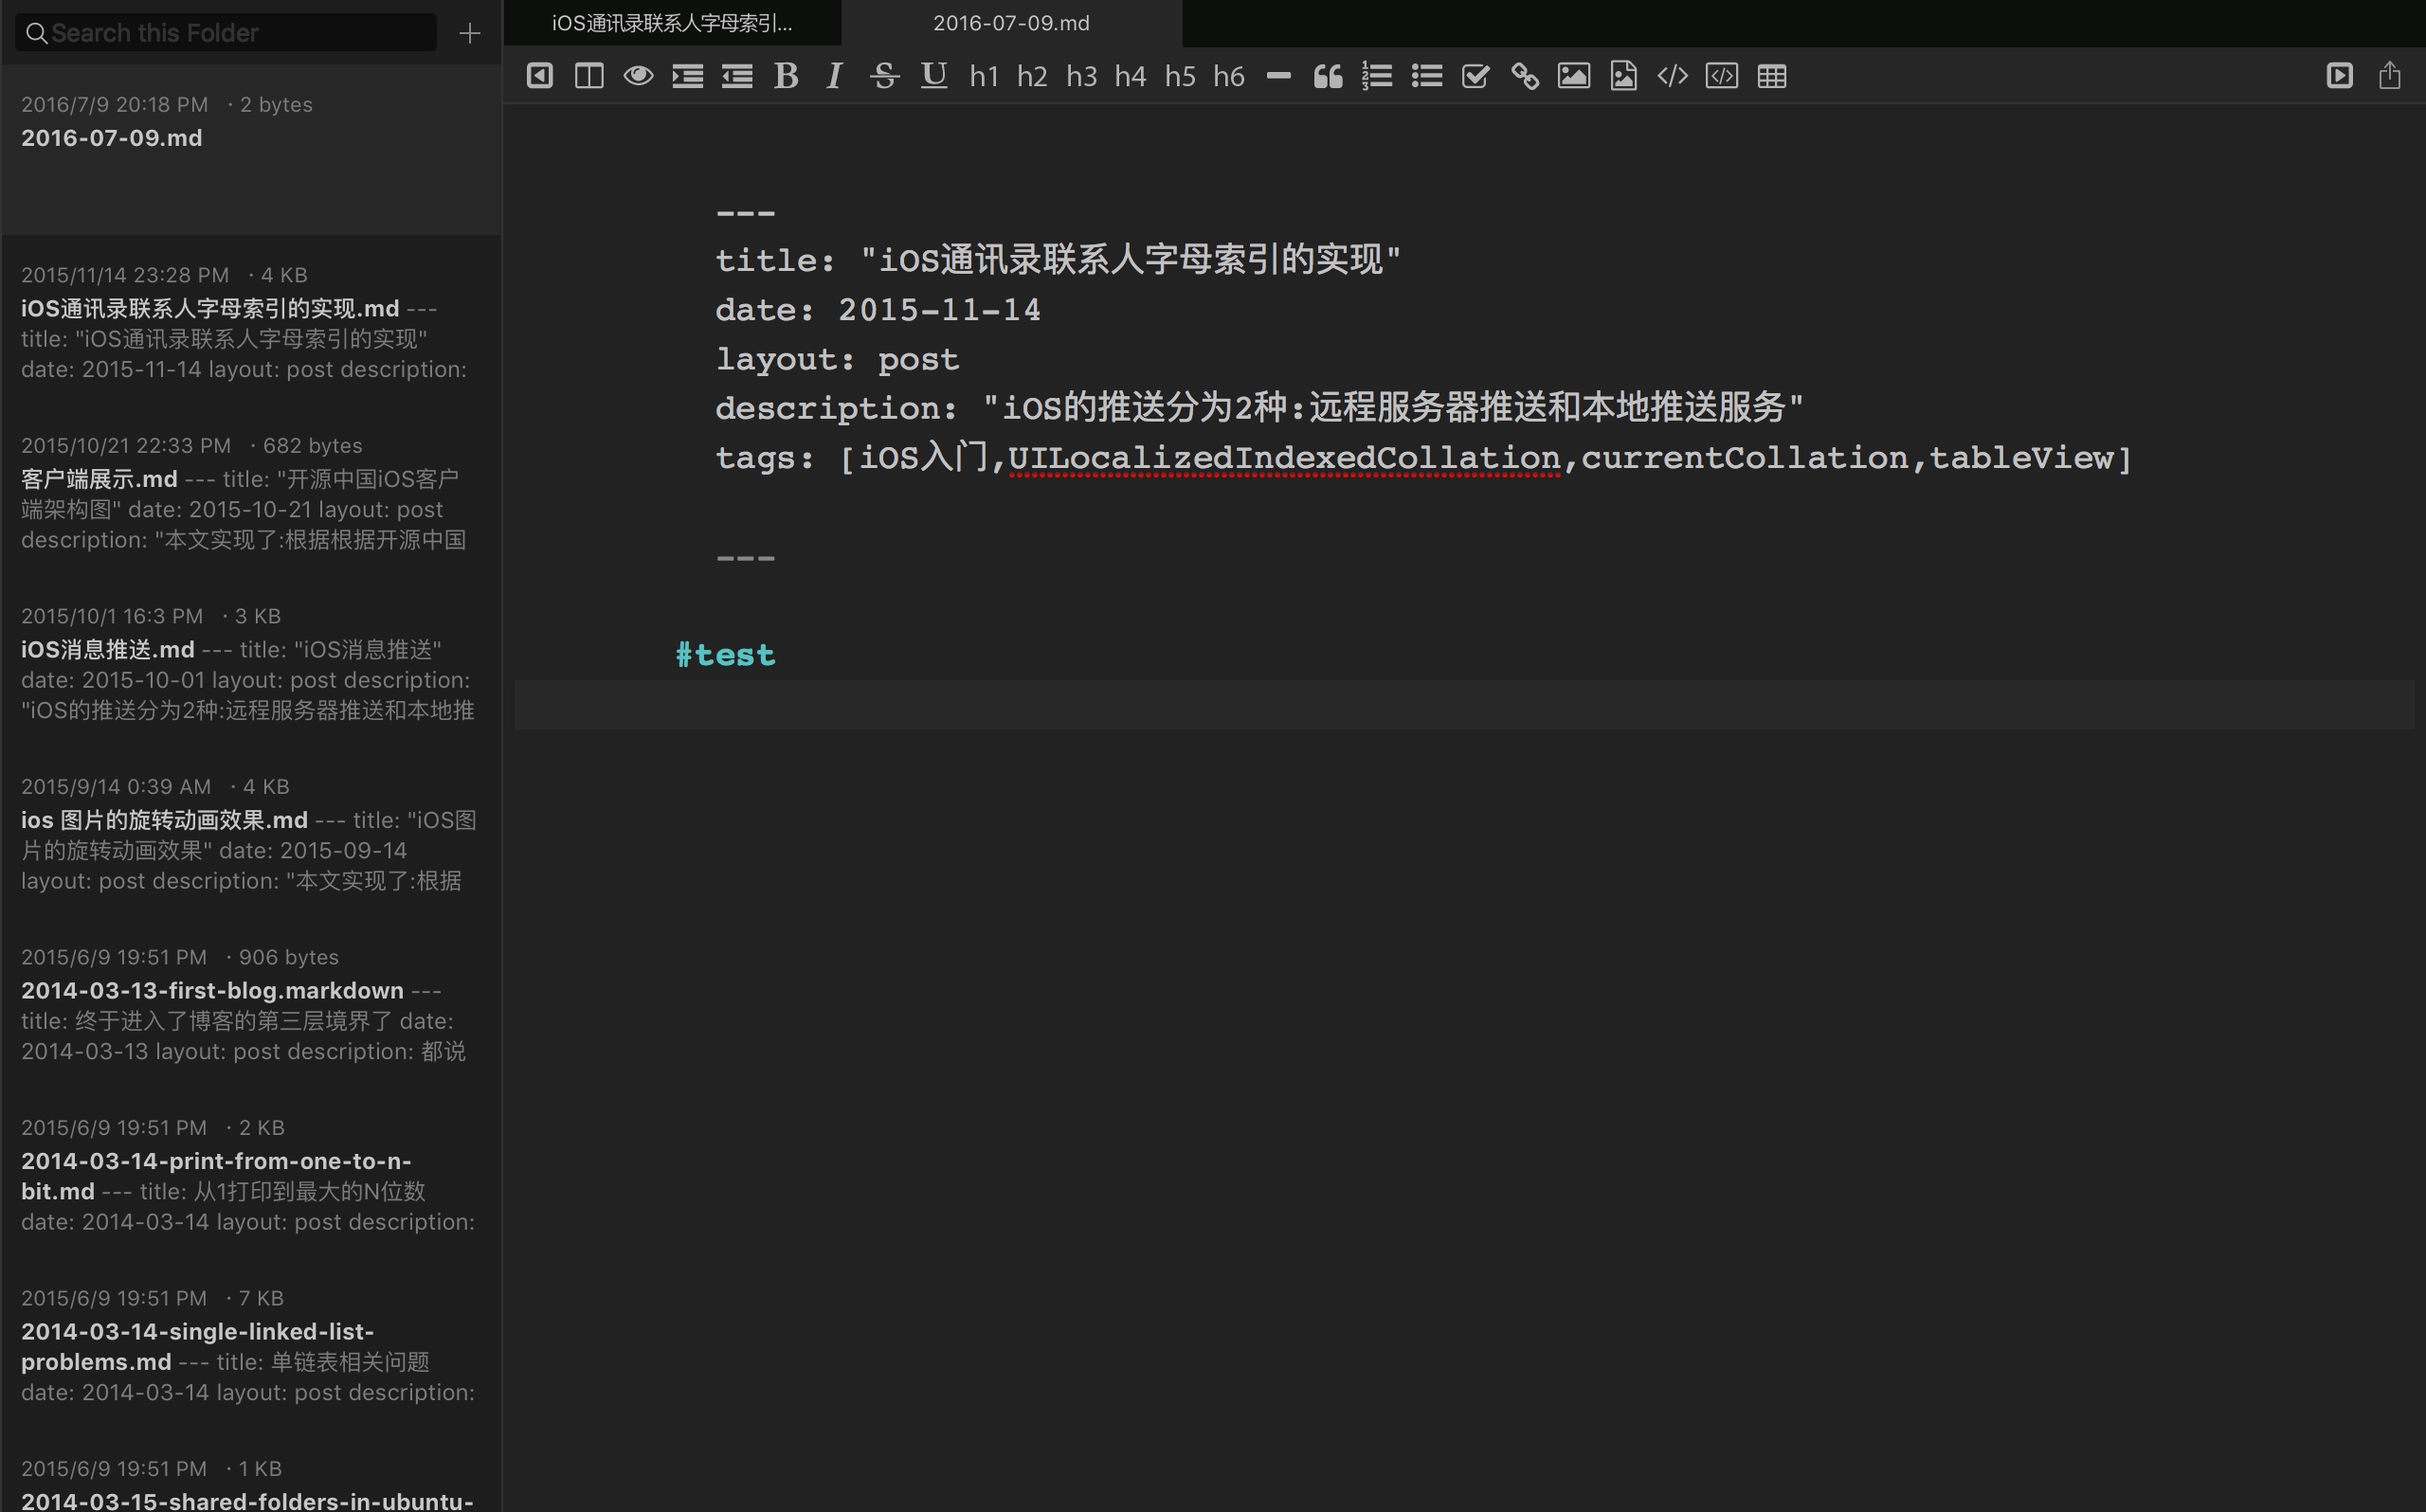 Search this Folder
2016/7/9 20:18 PM · 2 bytes
2016-07-09.md
2015/11/14 23:28 PM · 4 KB
iOS通讯录联系人字母索引的实现.md ---
title: "iOS通讯录联系人字母索引的实现"
date: 2015-11-14 layout: post description:
2015/10/21 22:33 PM · 682 bytes
客户端展示.md --- title: "开源中国iOS客户
端架构图" date: 2015-10-21 layout: post
description: "本文实现了:根据根据开源中国
2015/10/1 16:3 PM · 3 KB
iOS消息推送.md --- title: "iOS消息推送"
date: 2015-10-01 layout: post description:
"iOS的推送分为2种:远程服务器推送和本地推
2015/9/14 0:39 AM · 4 KB
ios 图片的旋转动画效果.md --- title: "iOS图
片的旋转动画效果" date: 2015-09-14
layout: post description: "本文实现了:根据
2015/6/9 19:51 PM · 906 bytes
2014-03-13-first-blog.markdown ---
title: 终于进入了博客的第三层境界了 date:
2014-03-13 layout: post description: 都说
2015/6/9 19:51 PM · 2 KB
2014-03-14-print-from-one-to-n-
bit.md --- title: 从1打印到最大的N位数
date: 2014-03-14 layout: post description:
2015/6/9 19:51 PM · 7 KB
2014-03-14-single-linked-list-
problems.md --- title: 单链表相关问题
date: 2014-03-14 layout: post description:
2015/6/9 19:51 PM · 1 KB
2014-03-15-shared-folders-in-ubuntu-
iOS通讯录联系人字母索引...
2016-07-09.md
B I S U h1 h2 h3 h4 h5 h6
---
title: "iOS通讯录联系人字母索引的实现"
date: 2015-11-14
layout: post
description: "iOS的推送分为2种:远程服务器推送和本地推送服务"
tags: [iOS入门,UILocalizedIndexedCollation,currentCollation,tableView]
---
#test